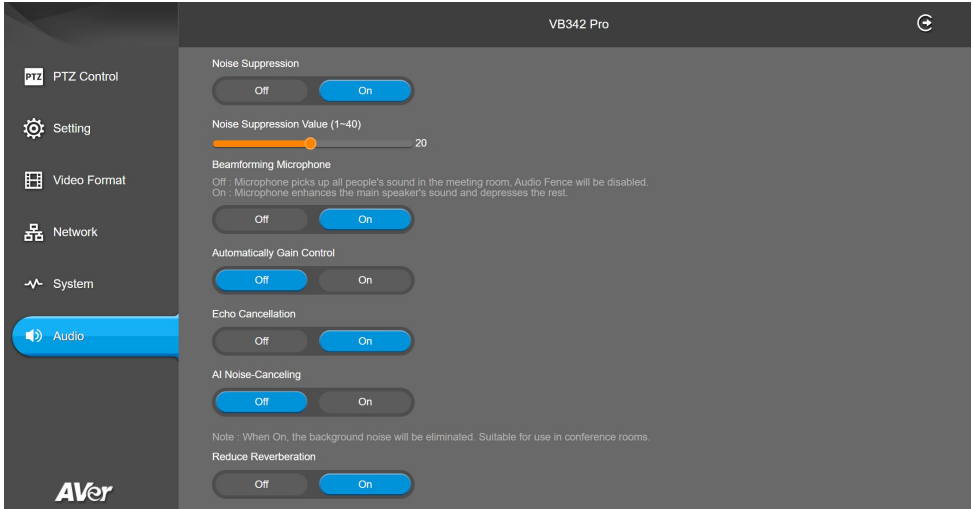 VB342 Pro
PTZ PTZ Control
Setting
Video Format
Network
System
Audio
AVer
Noise Suppression
Off On
Noise Suppression Value (1~40)
20
Beamforming Microphone
Off : Microphone picks up all people's sound in the meeting room, Audio Fence will be disabled.
On : Microphone enhances the main speaker's sound and depresses the rest.
Off On
Automatically Gain Control
Off On
Echo Cancellation
Off On
AI Noise-Canceling
Off On
Note : When On, the background noise will be eliminated. Suitable for use in conference rooms.
Reduce Reverberation
Off On